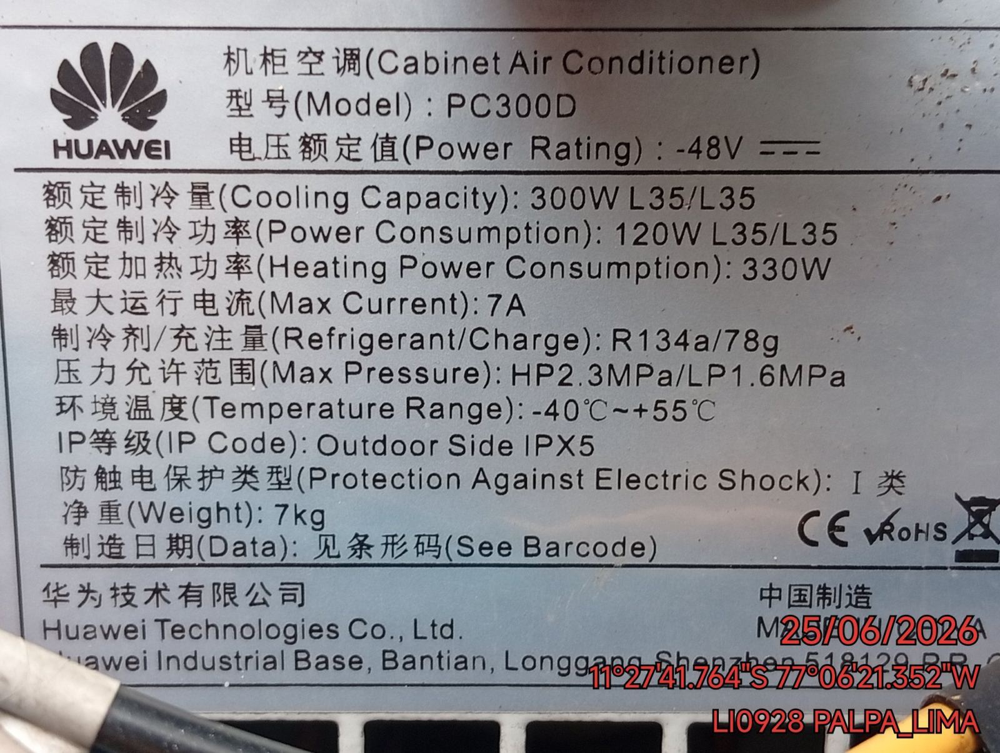 HUAWEI
机柜空调(Cabinet Air Conditioner)
型号(Model) : PC300D
电压额定值(Power Rating) : -48V
额定制冷量(Cooling Capacity): 300W L35/L35
额定制冷功率(Power Consumption): 120W L35/L35
额定加热功率(Heating Power Consumption): 330W
最大运行电流(Max Current): 7A
制冷剂/充注量(Refrigerant/Charge): R134a/78g
压力允许范围(Max Pressure): HP2.3MPa/LP1.6MPa
环境温度(Temperature Range): -40℃~+55℃
IP等级(IP Code): Outdoor Side IPX5
防触电保护类型(Protection Against Electric Shock): I 类
净重(Weight): 7kg
制造日期(Data): 见条形码(See Barcode)
CE RoHS
华为技术有限公司
中国制造
Huawei Technologies Co., Ltd.
Huawei Industrial Base, Bantian, Longgang Shenzhen 518129 P.R.
25/06/2026
11°27'41.764"S 77°06'21.352"W
LI0928 PALPA_LIMA